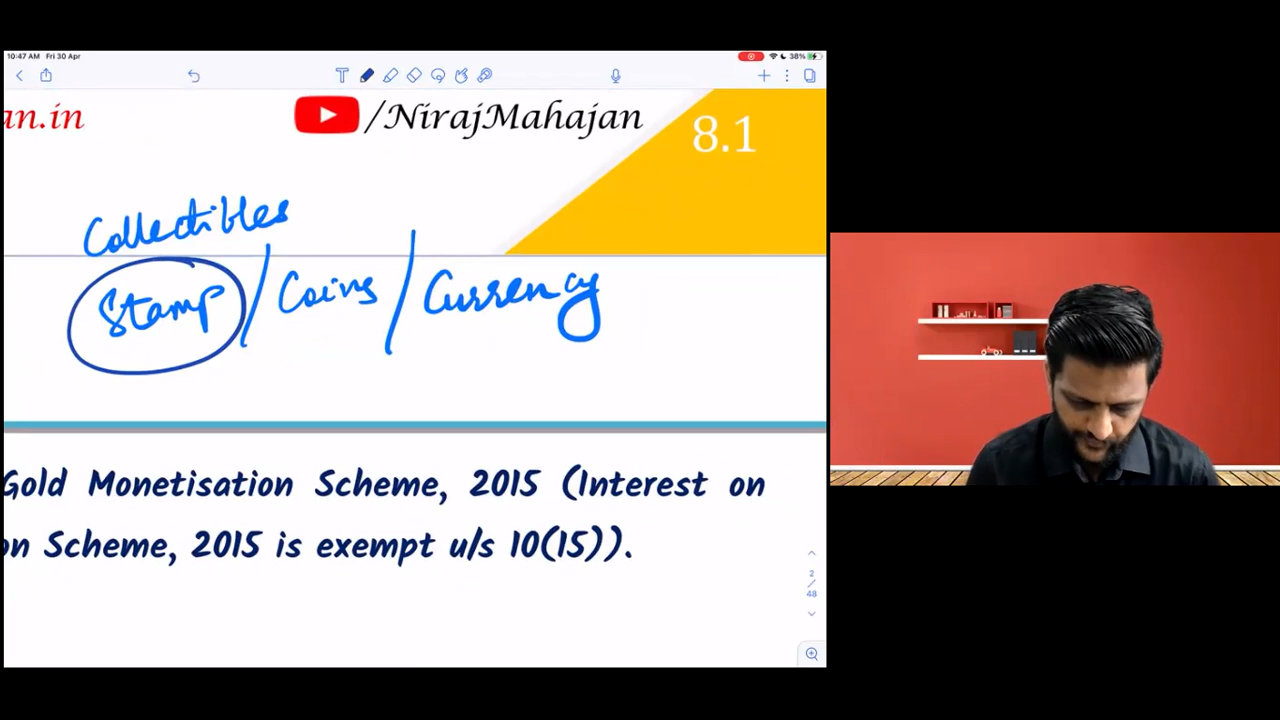 10:47 AM Fri 30 Apr
38%
an.in
/NirajMahajan
8.1
Collectibles
Stamp / Coins / Currency
Gold Monetisation Scheme, 2015 (Interest on
on Scheme, 2015 is exempt u/s 10(15)).
2
/
48